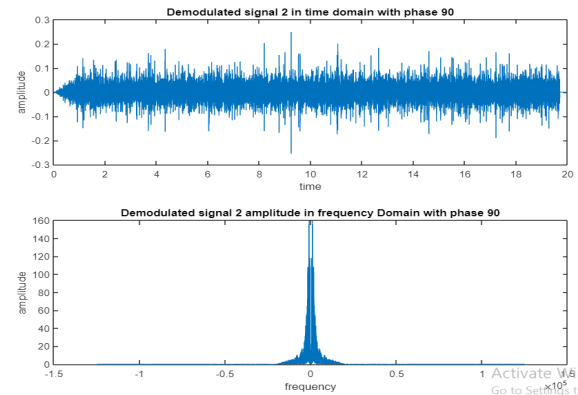 Demodulated signal 2 in time domain with phase 90
0.3
0.2
0.1
0
-0.1
-0.2
-0.3
amplitude
0 2 4 6 8 10 12 14 16 18 20
time
Demodulated signal 2 amplitude in frequency Domain with phase 90
160
140
120
100
80
60
40
20
0
amplitude
-1.5 -1 -0.5 0 0.5 1 1.5
frequency
×10⁵
Activate Wi
Go to Settings t